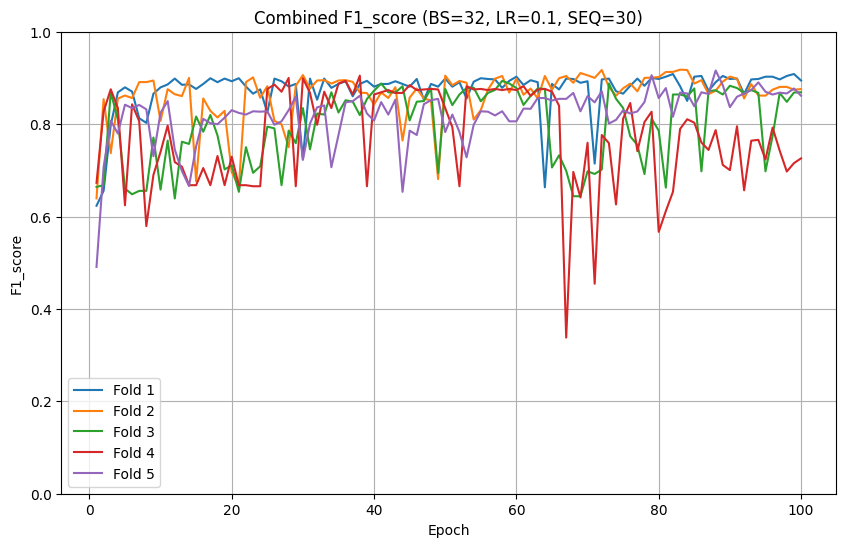 Combined F1_score (BS=32, LR=0.1, SEQ=30)
1.0
0.8
0.6
0.4
0.2
0.0
F1_score
Fold 1
Fold 2
Fold 3
Fold 4
Fold 5
0 20 40 60 80 100
Epoch